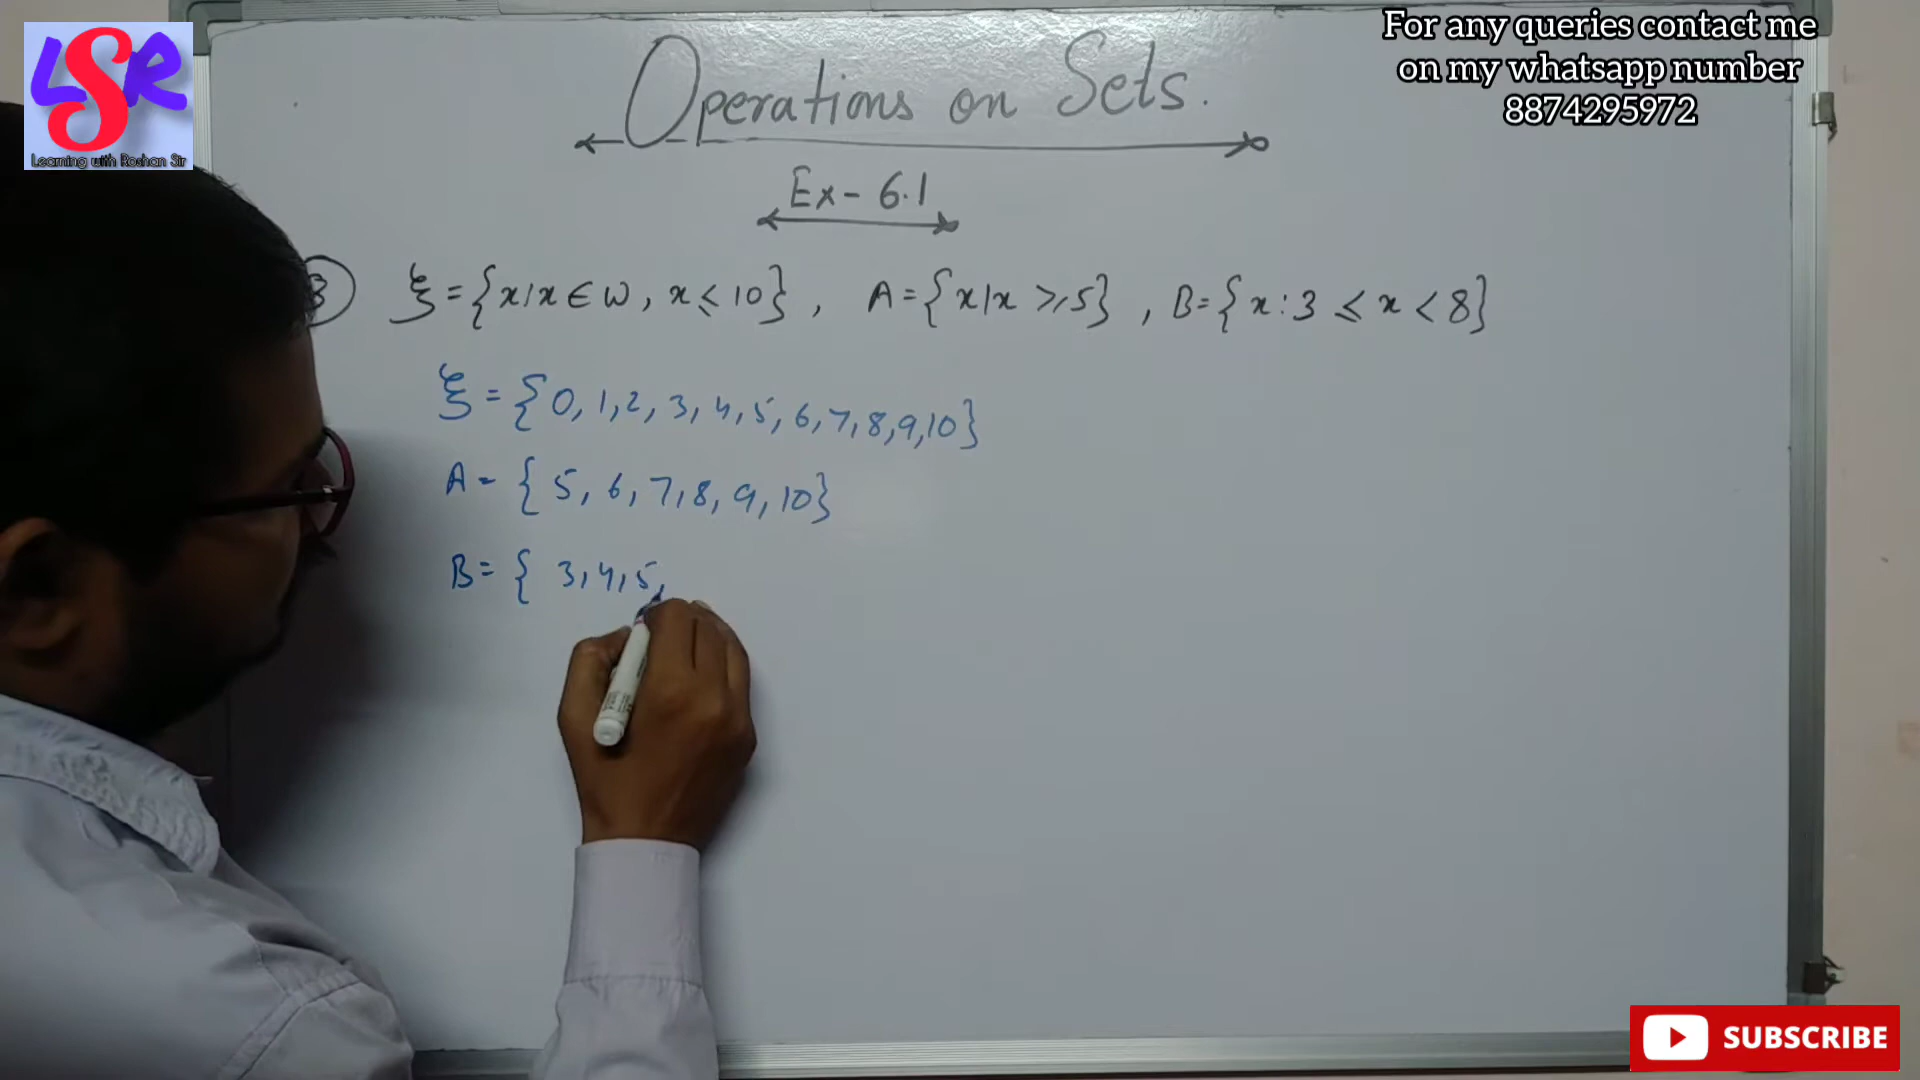 LSR
Learning with Roshan Sir
For any queries contact me
on my whatsapp number
8874295972
Operations on Sets.
Ex- 6.1
3 ξ = {x/x ∈ W, x ≤ 10}, A = {x/x ≥ 5}, B = {x : 3 ≤ x < 8}
ξ = {0, 1, 2, 3, 4, 5, 6, 7, 8, 9, 10}
A = {5, 6, 7, 8, 9, 10}
B = { 3, 4, 5,
SUBSCRIBE